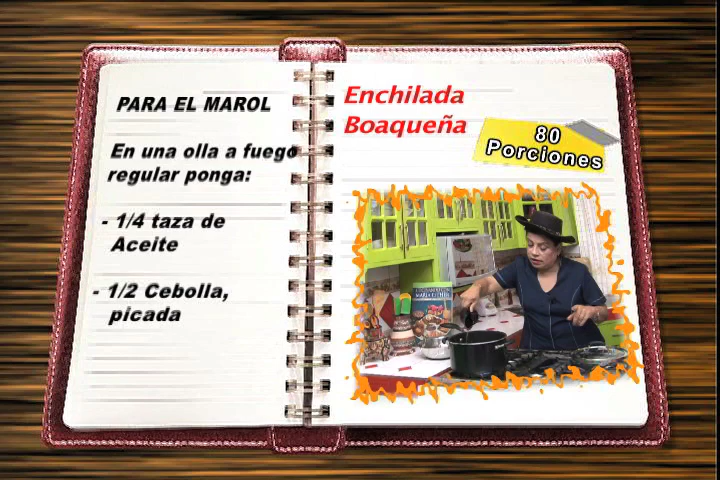 PARA EL MAROL
En una olla a fuego
regular ponga:
- 1/4 taza de
Aceite
- 1/2 Cebolla,
picada
Enchilada
Boaqueña
80
Porciones